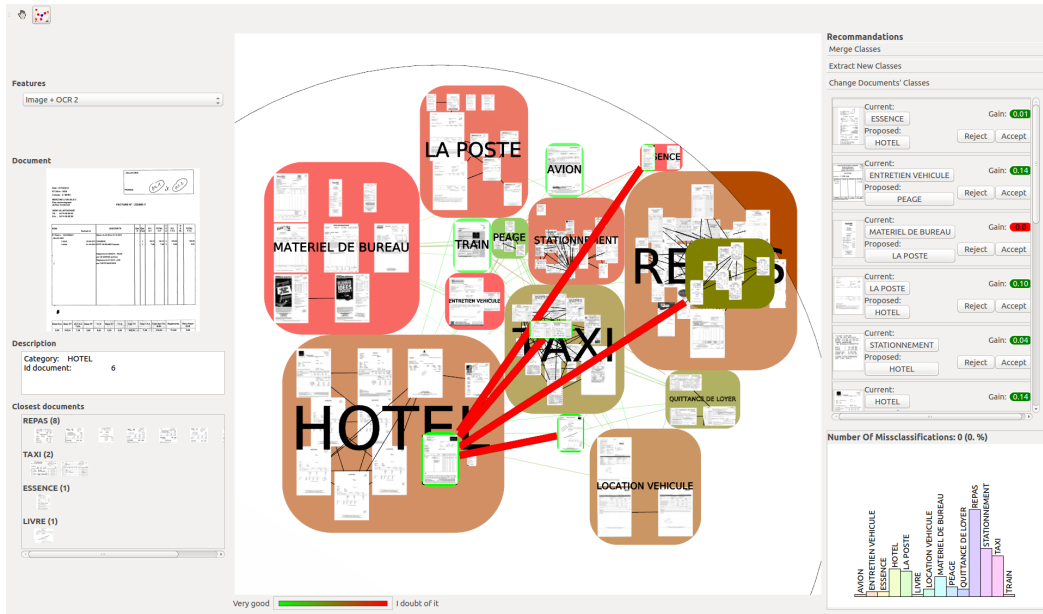 Features
Image + OCR 2
Document
Description
Category: HOTEL
Id document: 6
Closest documents
REPAS (8)
TAXI (2)
ESSENCE (1)
LIVRE (1)
LA POSTE
AVION
SENCE
MATERIEL DE BUREAU
TRAIN
PEAGE
STATIONNEMENT
RE S
ENTRETIEN VEHICULE
TAXI
QUITTANCE DE LOYER
HOTEL
LOCATION VEHICULE
Very good
I doubt of it
Recommandations
Merge Classes
Extract New Classes
Change Documents' Classes
Current:
Gain: 0.01
ESSENCE
Proposed:
HOTEL
Reject
Accept
Current:
Gain: 0.14
ENTRETIEN VEHICULE
Proposed:
PEAGE
Reject
Accept
Current:
Gain: 0.0
MATERIEL DE BUREAU
Proposed:
LA POSTE
Reject
Accept
Current:
Gain: 0.10
LA POSTE
Proposed:
HOTEL
Reject
Accept
Current:
Gain: 0.04
STATIONNEMENT
Proposed:
HOTEL
Reject
Accept
Current:
Gain: 0.14
HOTEL
Number Of Missclassifications: 0 (0. %)
AVION
ENTRETIEN VEHICULE
ESSENCE
HOTEL
LA POSTE
LIVRE
LOCATION VEHICULE
MATERIEL DE BUREAU
PEAGE
QUITTANCE DE LOYER
REPAS
STATIONNEMENT
TAXI
TRAIN